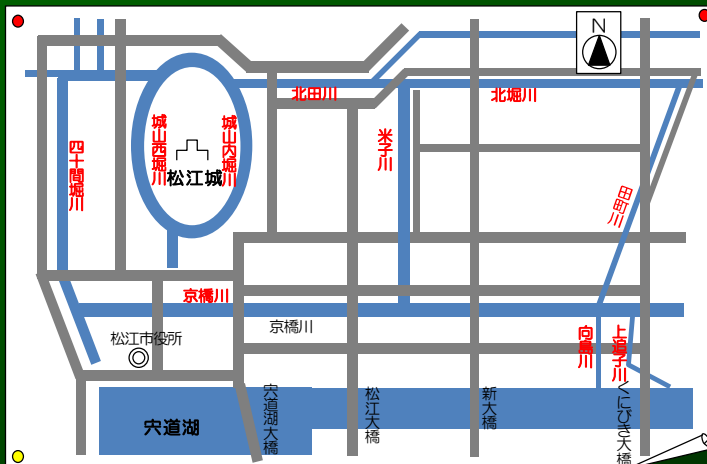 N
北田川
北堀川
城山西堀川
城山内堀川
米子川
四十間堀川
松江城
田町川
京橋川
京橋川
松江市役所
向島川
上追子川
宍道湖
宍道湖大橋
松江大橋
新大橋
くにびき大橋